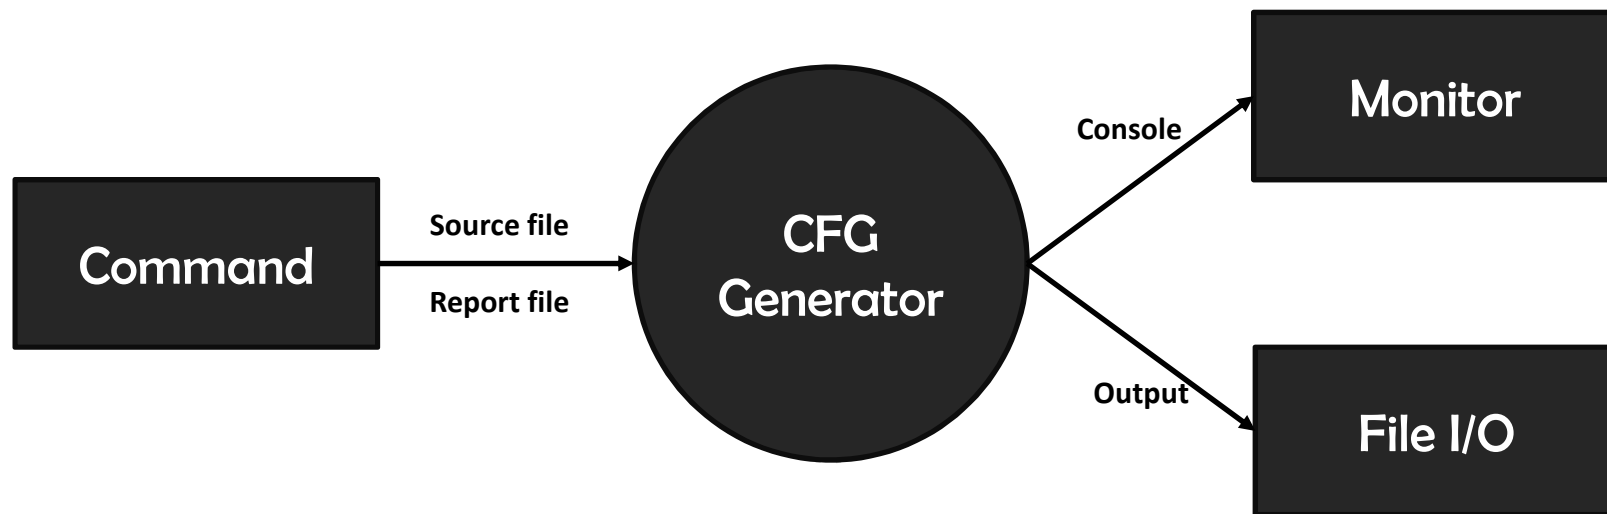 Command
Source file
Report file
CFG
Generator
Console
Monitor
Output
File I/O